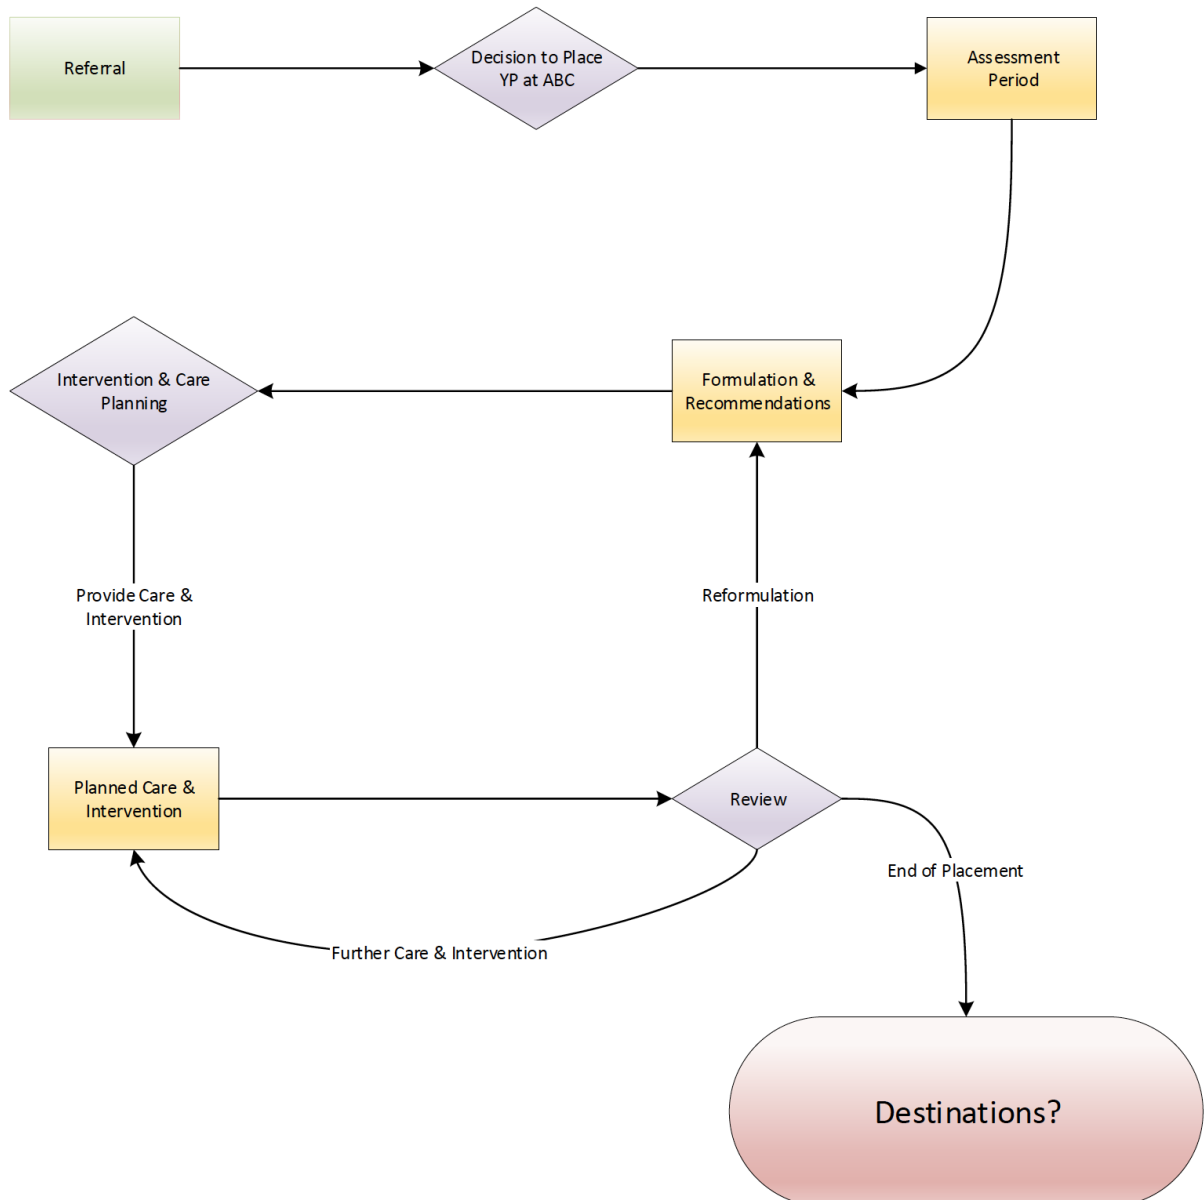 Referral
Decision to Place
YP at ABC
Assessment
Period
Intervention & Care
Planning
Formulation &
Recommendations
Provide Care &
Intervention
Reformulation
Planned Care &
Intervention
Review
End of Placement
Further Care & Intervention
Destinations?